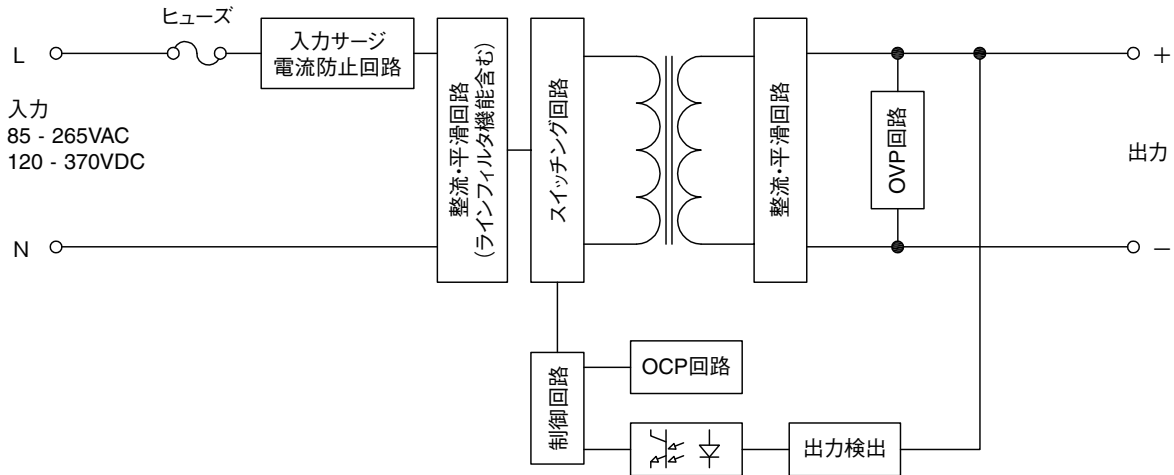 ヒューズ
L
入力サージ
電流防止回路
入力
85 - 265VAC
120 - 370VDC
N
整流・平滑回路
(ラインフィルタ機能含む)
スイッチング回路
整流・平滑回路
OVP回路
+
出力
−
制御回路
OCP回路
出力検出